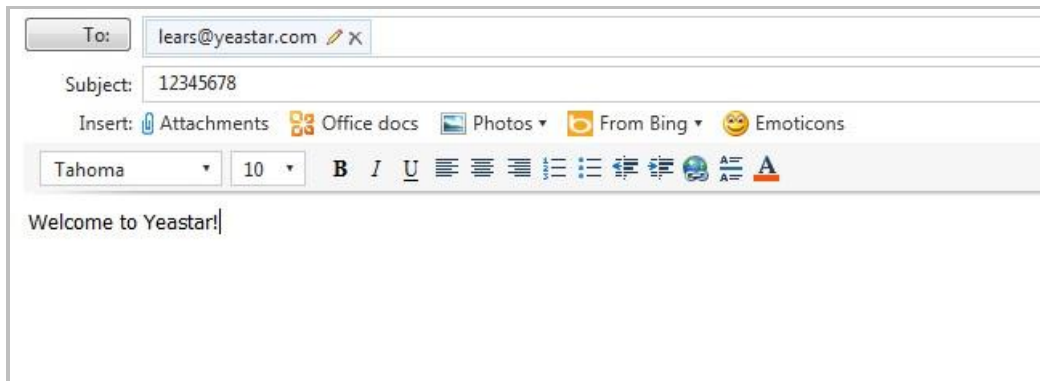 To: lears@yeastar.com
Subject: 12345678
Insert: Attachments Office docs Photos From Bing Emoticons
Tahoma 10 B I U A
Welcome to Yeastar!